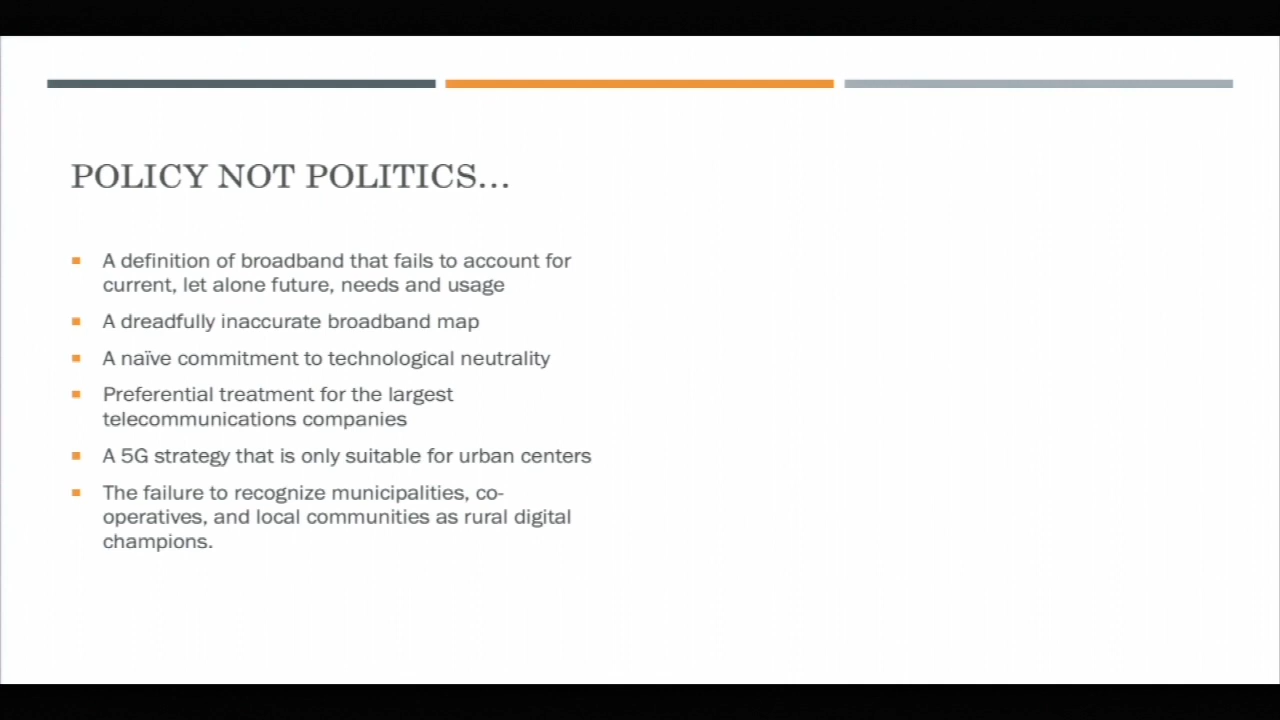 POLICY NOT POLITICS...
▪ A definition of broadband that fails to account for
current, let alone future, needs and usage
▪ A dreadfully inaccurate broadband map
▪ A naïve commitment to technological neutrality
▪ Preferential treatment for the largest
telecommunications companies
▪ A 5G strategy that is only suitable for urban centers
▪ The failure to recognize municipalities, co-
operatives, and local communities as rural digital
champions.